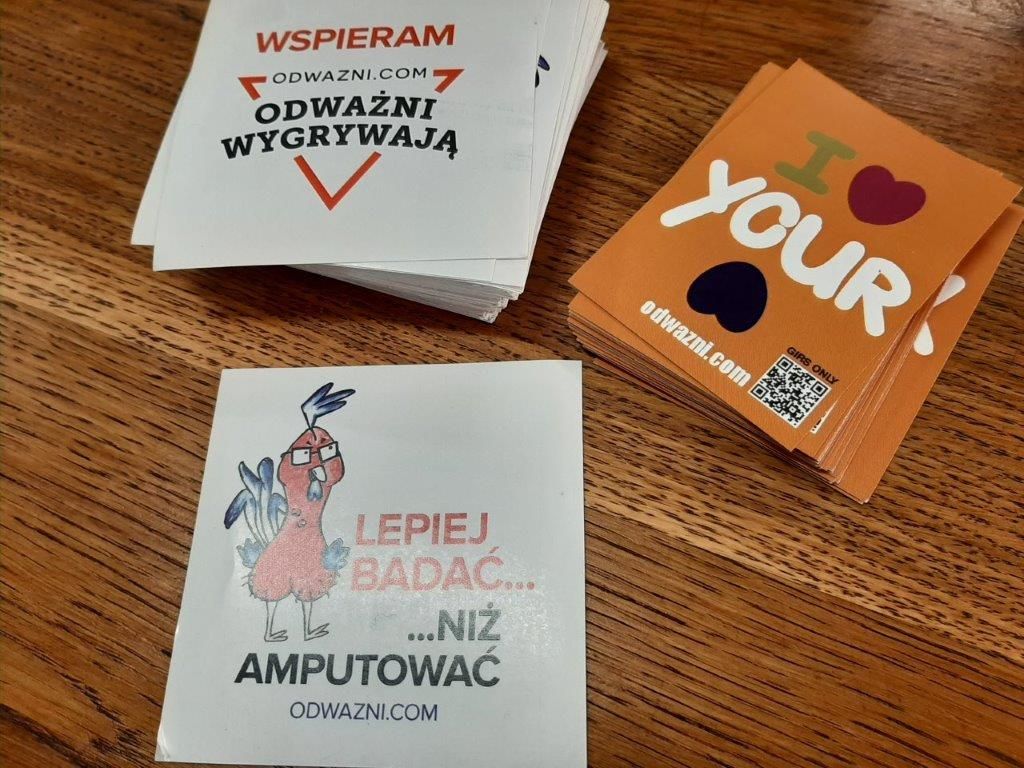 WSPIERAM
ODWAZNI.COM
ODWAŻNI
WYGRYWAJĄ
I
YOUR
odwazni.com
GIRS ONLY
LEPIEJ
BADAĆ...
...NIŻ
AMPUTOWAĆ
ODWAZNI.COM